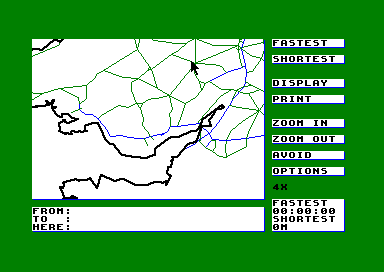 FASTEST
SHORTEST
DISPLAY
PRINT
ZOOM IN
ZOOM OUT
AVOID
OPTIONS
4X
FASTEST
00:00:00
SHORTEST
0M
FROM:
TO  :
HERE: